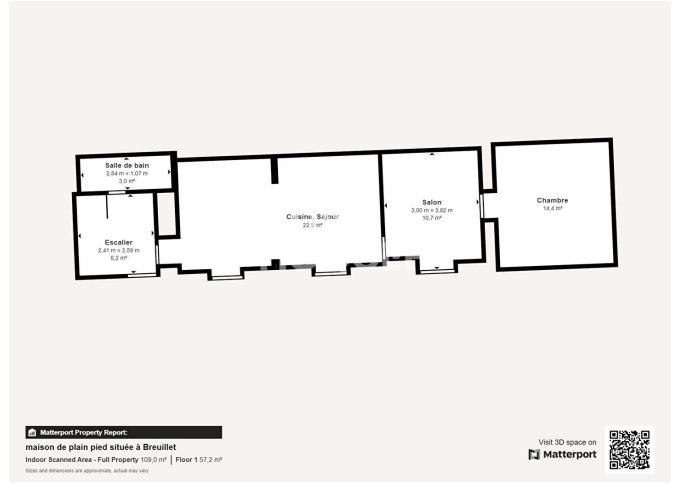 Salle de bain
2,84 m x 1,07 m
3,0 m²
Escalier
2,41 m x 2,59 m
6,2 m²
Cuisine, Séjour
22,9 m²
Salon
3,00 m x 3,82 m
10,7 m²
Chambre
14,4 m²
Matterport Property Report:
maison de plain pied située à Breuillet
Indoor Scanned Area - Full Property 109,0 m² | Floor 1 57,2 m²
Sizes and dimensions are approximate, actual may vary
Visit 3D space on
Matterport